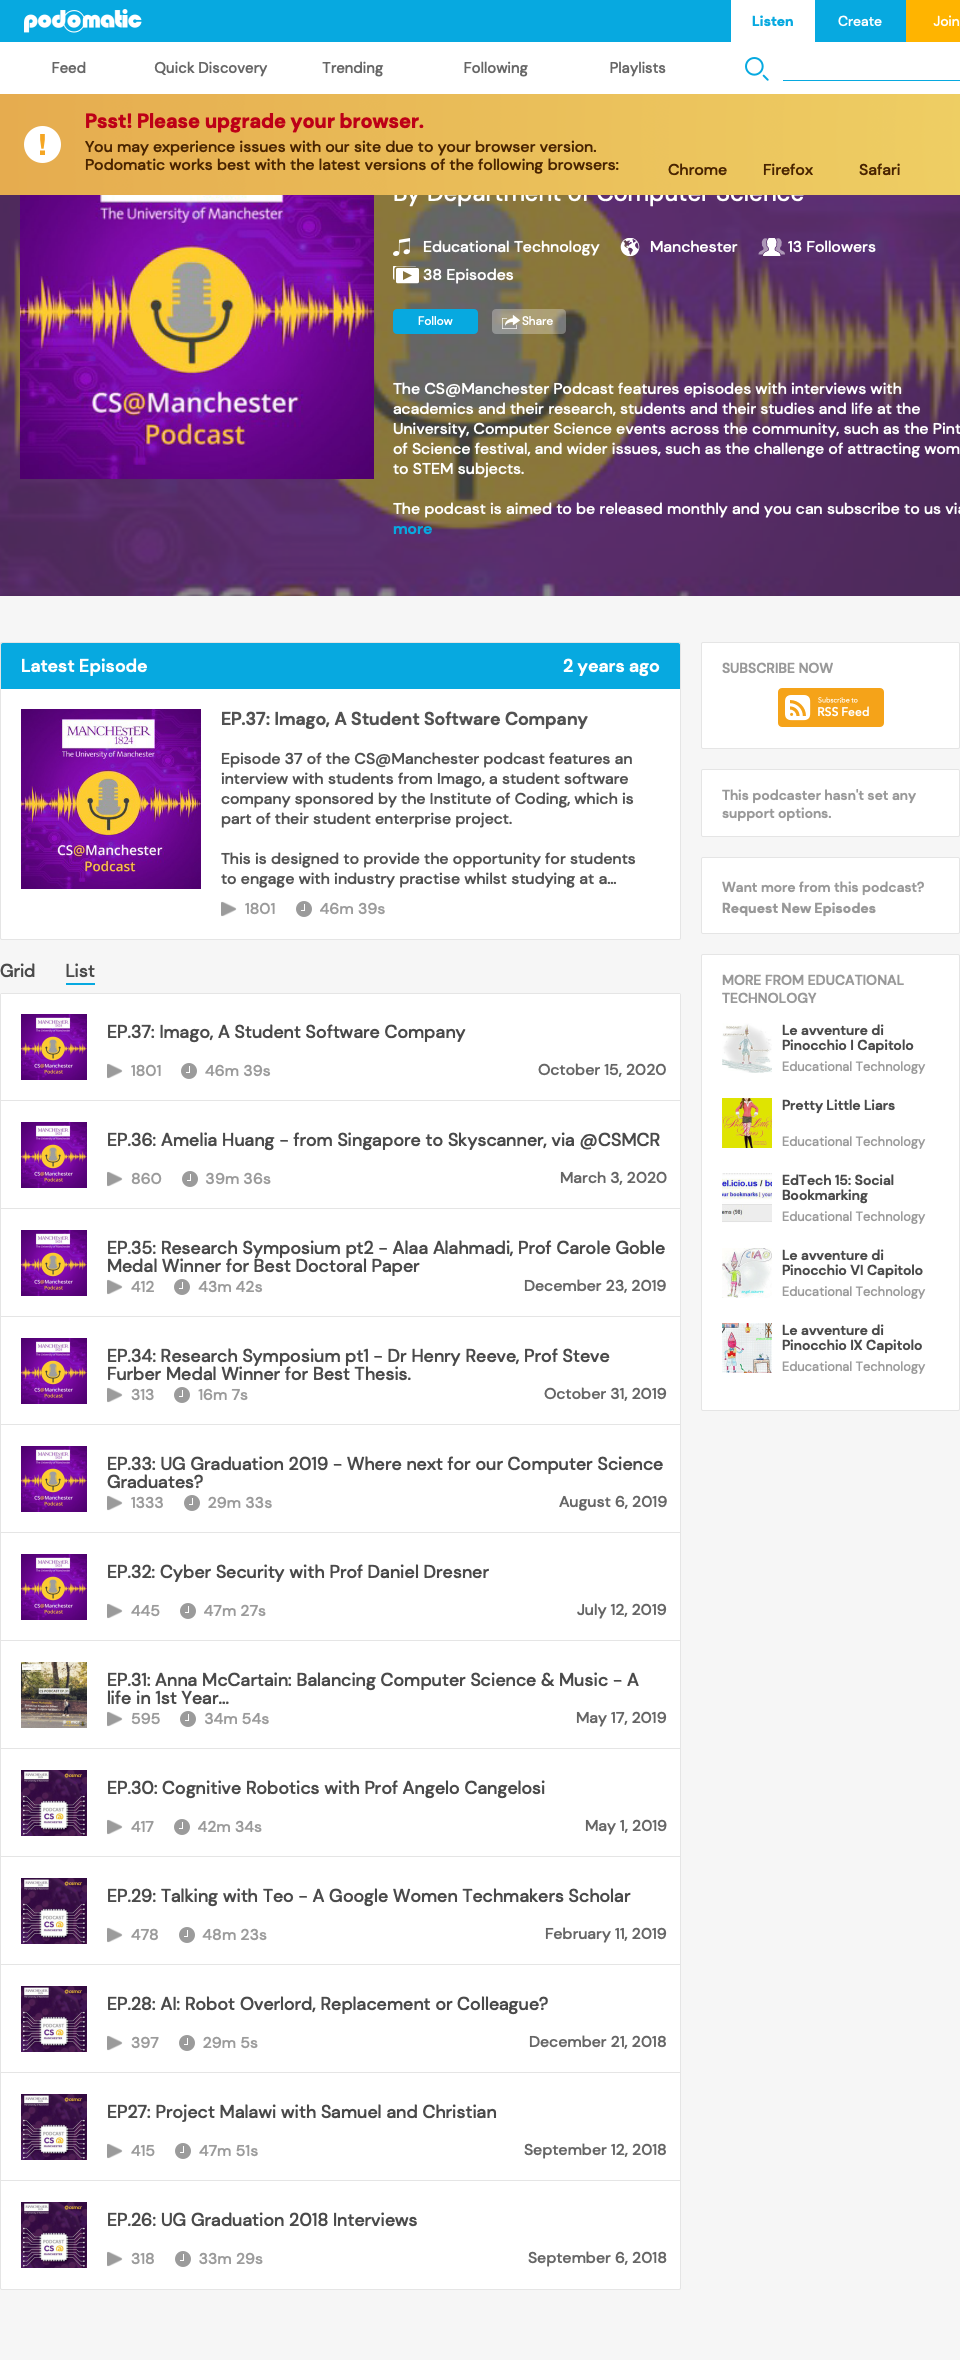 podomatic
Listen
Create
Join
Feed
Quick Discovery
Trending
Following
Playlists
Psst! Please upgrade your browser.
You may experience issues with our site due to your browser version.
Podomatic works best with the latest versions of the following browsers:
Chrome
Firefox
Safari
The University of Manchester
CS@Manchester
Podcast
By Department of Computer Science
Educational Technology
Manchester
13 Followers
38 Episodes
Follow
Share
The CS@Manchester Podcast features episodes with interviews with
academics and their research, students and their studies and life at the
University, Computer Science events across the community, such as the Pint
of Science festival, and wider issues, such as the challenge of attracting wom
to STEM subjects.
The podcast is aimed to be released monthly and you can subscribe to us via
more
Latest Episode
2 years ago
MANCHESTER
1824
The University of Manchester
CS@Manchester
Podcast
EP.37: Imago, A Student Software Company
Episode 37 of the CS@Manchester podcast features an
interview with students from Imago, a student software
company sponsored by the Institute of Coding, which is
part of their student enterprise project.
This is designed to provide the opportunity for students
to engage with industry practise whilst studying at a...
1801
46m 39s
SUBSCRIBE NOW
Subscribe to
RSS Feed
This podcaster hasn't set any
support options.
Want more from this podcast?
Request New Episodes
MORE FROM EDUCATIONAL
TECHNOLOGY
Le avventure di
Pinocchio I Capitolo
Educational Technology
Pretty Little Liars
Educational Technology
EdTech 15: Social
Bookmarking
Educational Technology
Le avventure di
Pinocchio VI Capitolo
Educational Technology
Le avventure di
Pinocchio IX Capitolo
Educational Technology
Grid
List
EP.37: Imago, A Student Software Company
1801
46m 39s
October 15, 2020
EP.36: Amelia Huang - from Singapore to Skyscanner, via @CSMCR
860
39m 36s
March 3, 2020
EP.35: Research Symposium pt2 - Alaa Alahmadi, Prof Carole Goble
Medal Winner for Best Doctoral Paper
412
43m 42s
December 23, 2019
EP.34: Research Symposium pt1 - Dr Henry Reeve, Prof Steve
Furber Medal Winner for Best Thesis.
313
16m 7s
October 31, 2019
EP.33: UG Graduation 2019 - Where next for our Computer Science
Graduates?
1333
29m 33s
August 6, 2019
EP.32: Cyber Security with Prof Daniel Dresner
445
47m 27s
July 12, 2019
EP.31: Anna McCartain: Balancing Computer Science & Music - A
life in 1st Year...
595
34m 54s
May 17, 2019
EP.30: Cognitive Robotics with Prof Angelo Cangelosi
417
42m 34s
May 1, 2019
EP.29: Talking with Teo - A Google Women Techmakers Scholar
478
48m 23s
February 11, 2019
EP.28: AI: Robot Overlord, Replacement or Colleague?
397
29m 5s
December 21, 2018
EP27: Project Malawi with Samuel and Christian
415
47m 51s
September 12, 2018
EP.26: UG Graduation 2018 Interviews
318
33m 29s
September 6, 2018